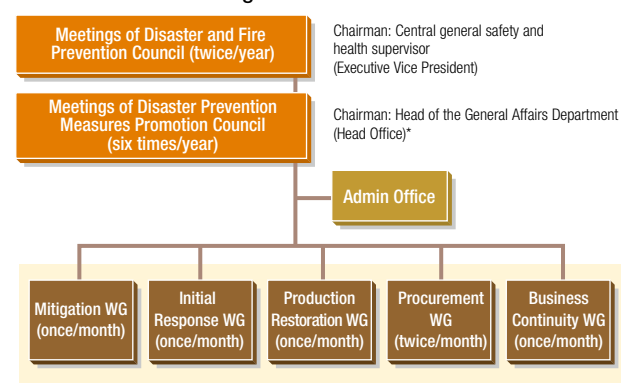 Meetings of Disaster and Fire
Prevention Council (twice/year)
Chairman: Central general safety and
health supervisor
(Executive Vice President)
Meetings of Disaster Prevention
Measures Promotion Council
(six times/year)
Chairman: Head of the General Affairs Department
(Head Office)*
Admin Office
Mitigation WG
(once/month)
Initial
Response WG
(once/month)
Production
Restoration WG
(once/month)
Procurement
WG
(twice/month)
Business
Continuity WG
(once/month)